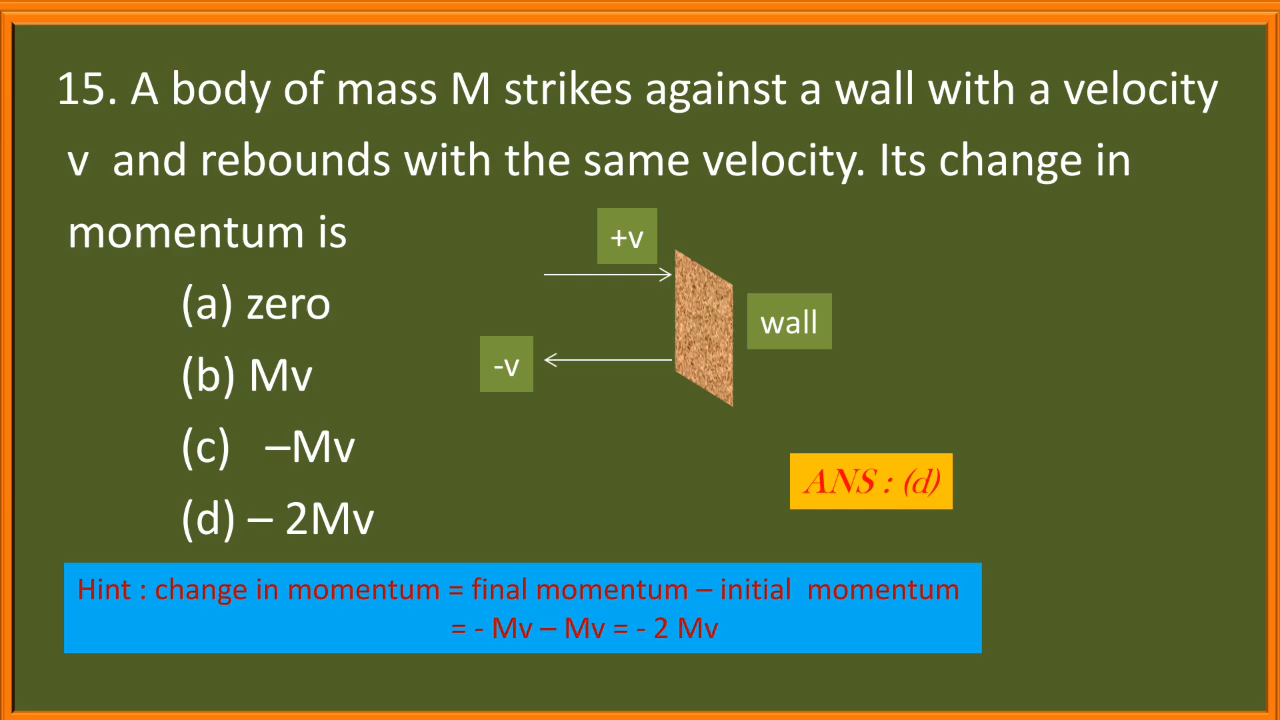 15. A body of mass M strikes against a wall with a velocity
v and rebounds with the same velocity. Its change in
momentum is
+v
(a) zero
wall
(b) Mv
-v
(c) –Mv
ANS : (d)
(d) – 2Mv
Hint : change in momentum = final momentum – initial momentum
= - Mv – Mv = - 2 Mv